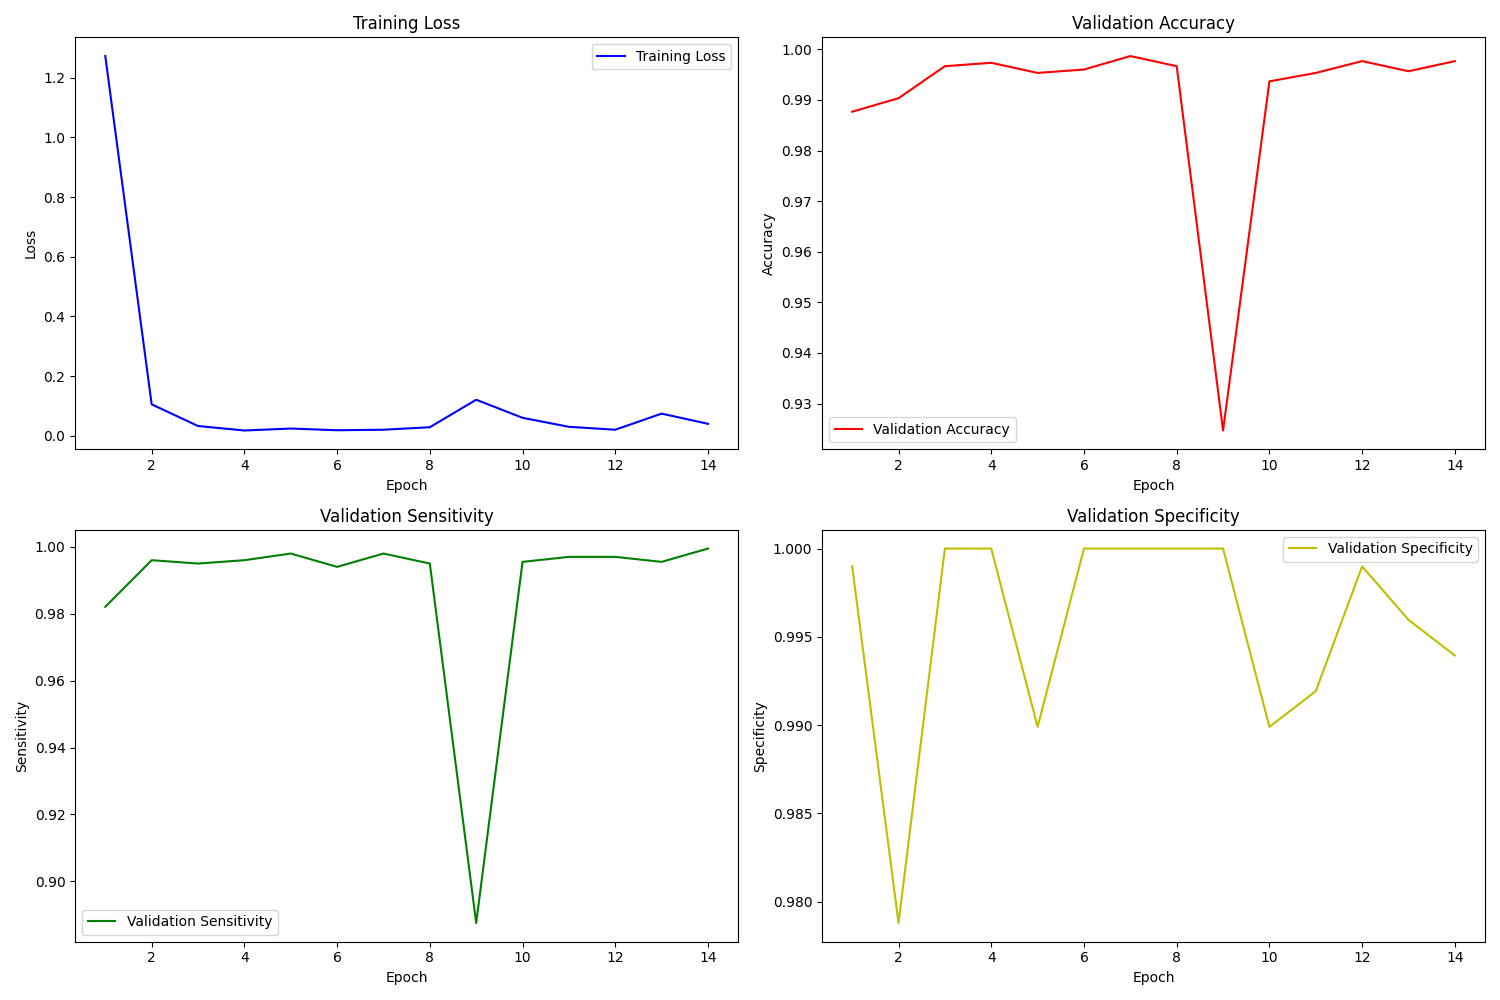 Training Loss
Training Loss
1.2
1.0
0.8
0.6
0.4
0.2
0.0
Loss
2 4 6 8 10 12 14
Epoch
Validation Accuracy
1.00
0.99
0.98
0.97
0.96
0.95
0.94
0.93
Accuracy
Validation Accuracy
2 4 6 8 10 12 14
Epoch
Validation Sensitivity
1.00
0.98
0.96
0.94
0.92
0.90
Sensitivity
Validation Sensitivity
2 4 6 8 10 12 14
Epoch
Validation Specificity
Validation Specificity
1.000
0.995
0.990
0.985
0.980
Specificity
2 4 6 8 10 12 14
Epoch